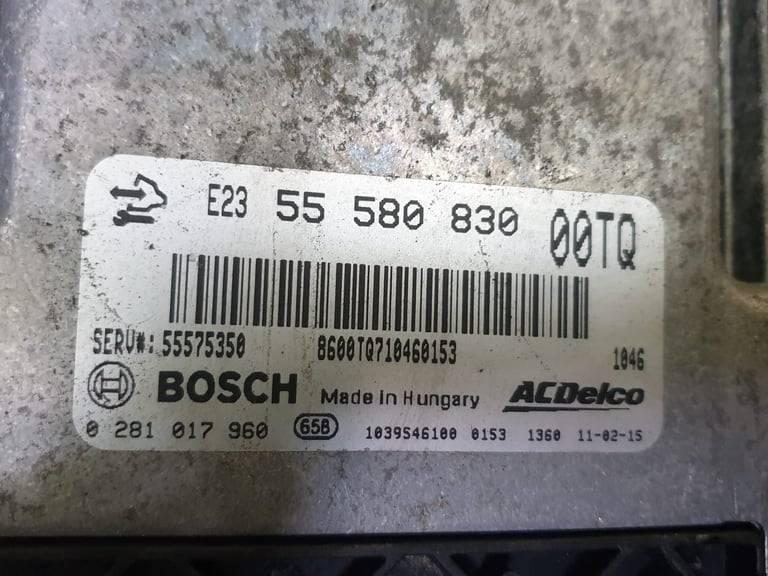 E23 55 580 830 00TQ
SERV#: 55575350 8600TQ710460153 1046
BOSCH Made in Hungary ACDelco
0 281 017 960 65B 1039S46100 0153 1360 11-02-15